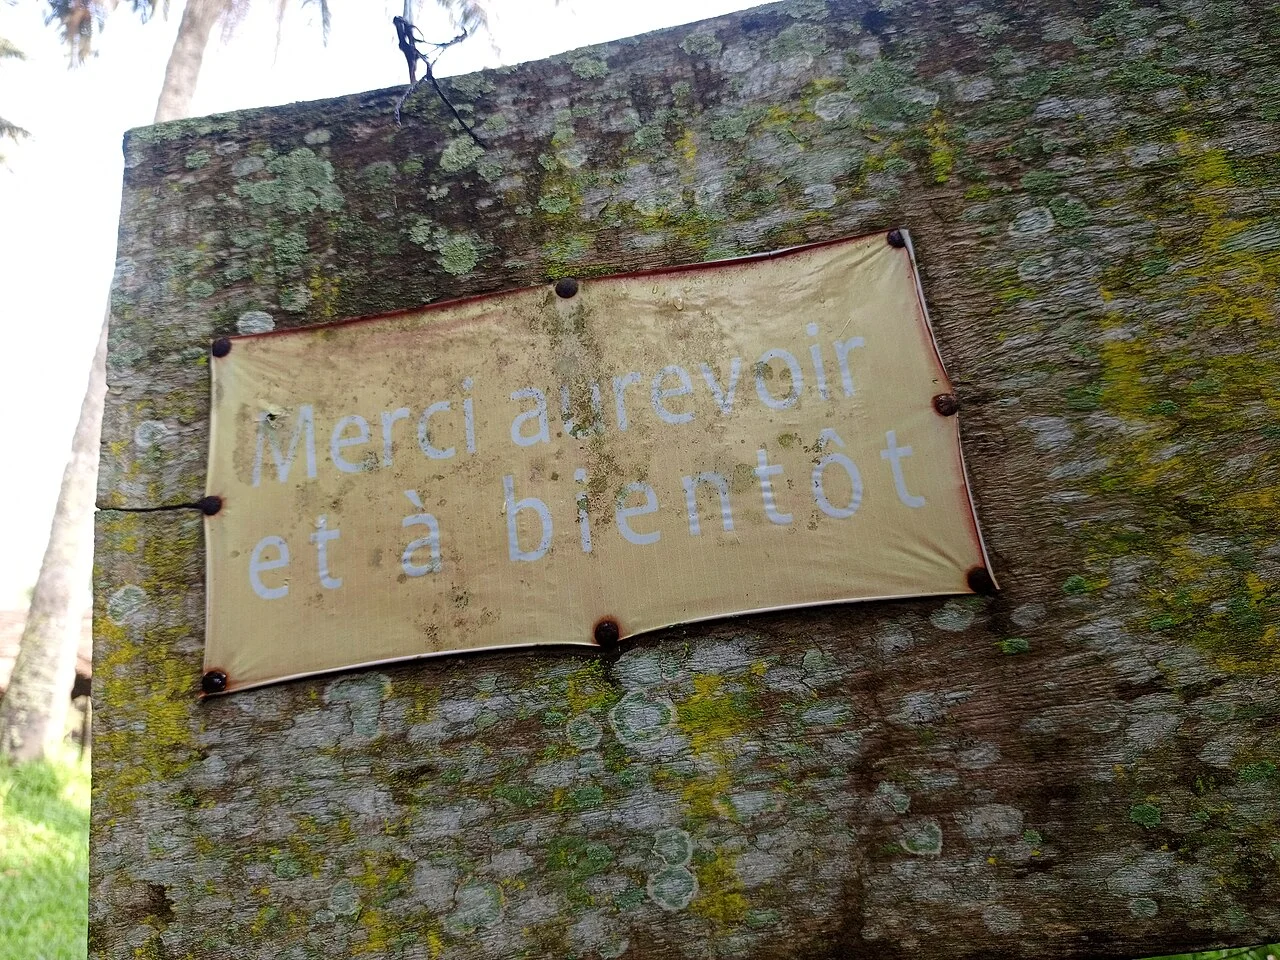 Merci aurevoir
et à bientôt